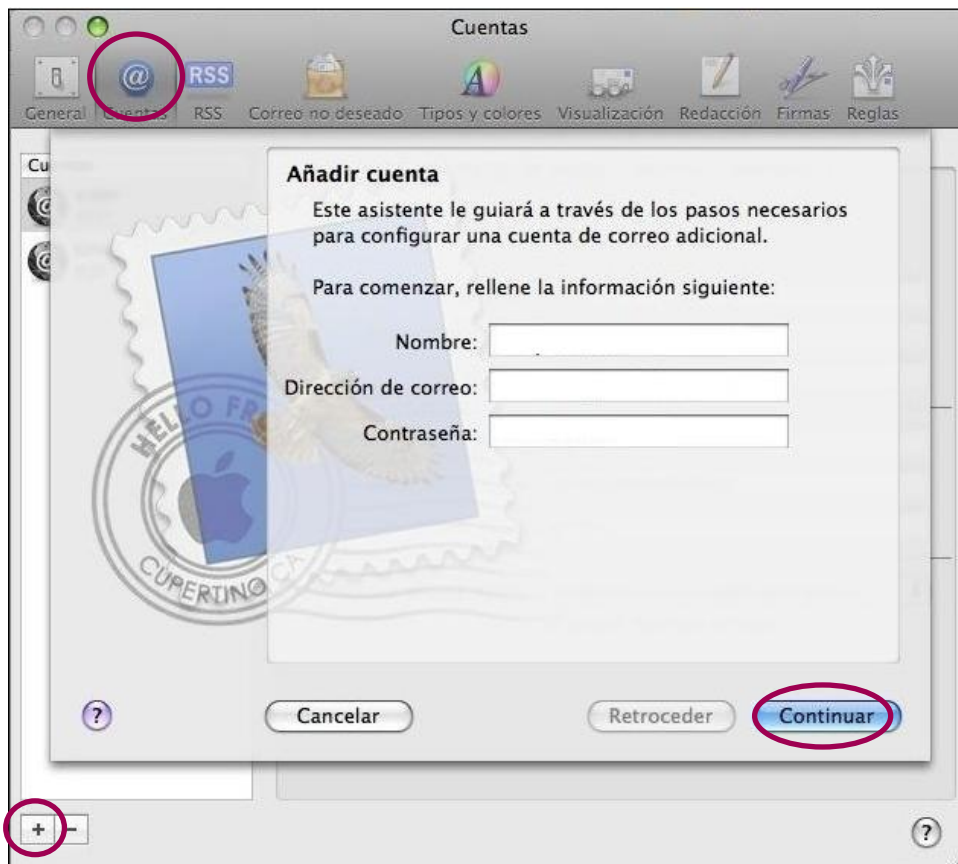 Cuentas
General Cuentas RSS Correo no deseado Tipos y colores Visualización Redacción Firmas Reglas
RSS
Cu
Añadir cuenta
Este asistente le guiará a través de los pasos necesarios
para configurar una cuenta de correo adicional.
Para comenzar, rellene la información siguiente:
Nombre:
Dirección de correo:
Contraseña:
HELLO FR
CUPERTINO CA
? Cancelar Retroceder Continuar
+ − ?